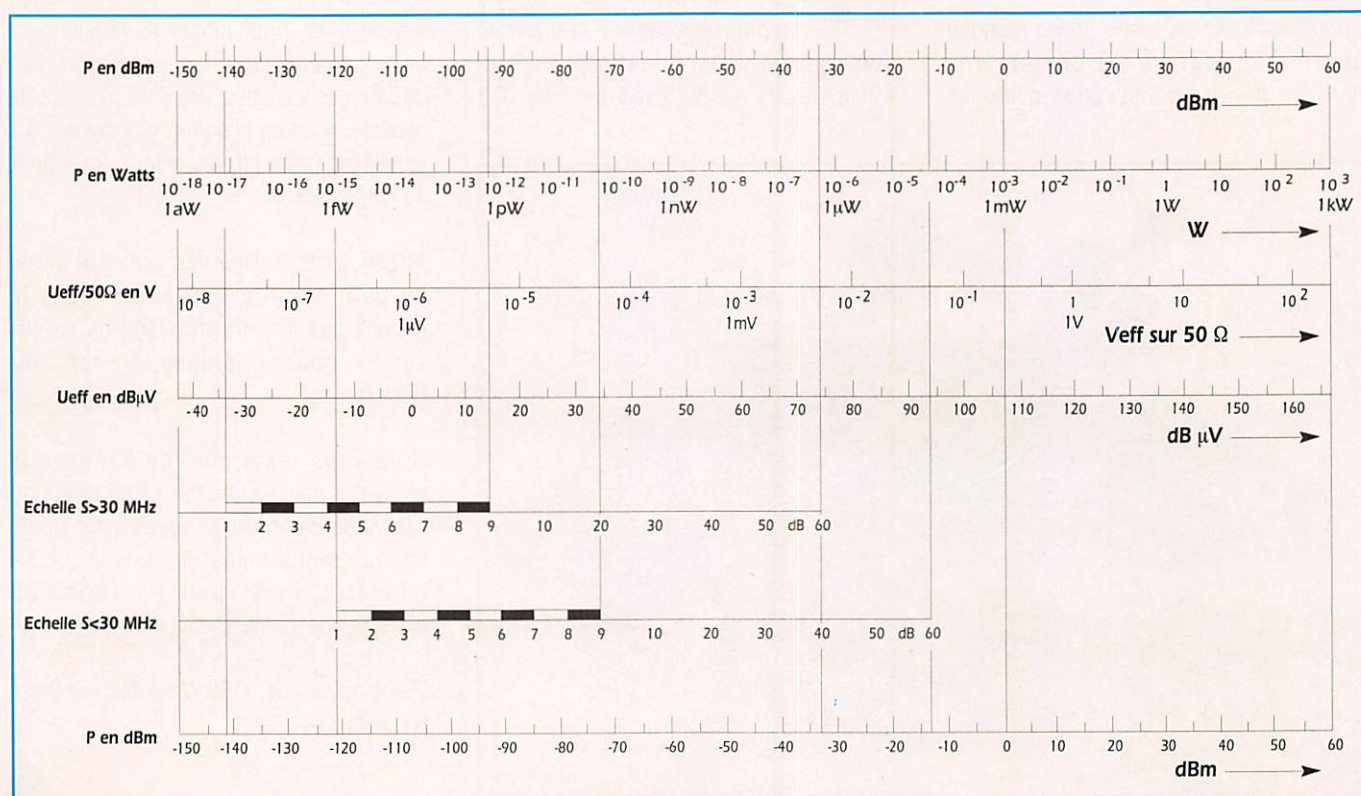 P en dBm -150 -140 -130 -120 -110 -100 -90 -80 -70 -60 -50 -40 -30 -20 -10 0 10 20 30 40 50 60
dBm
P en Watts 10⁻¹⁸ 10⁻¹⁷ 10⁻¹⁶ 10⁻¹⁵ 10⁻¹⁴ 10⁻¹³ 10⁻¹² 10⁻¹¹ 10⁻¹⁰ 10⁻⁹ 10⁻⁸ 10⁻⁷ 10⁻⁶ 10⁻⁵ 10⁻⁴ 10⁻³ 10⁻² 10⁻¹ 1 10 10² 10³
1aW 1fW 1pW 1nW 1µW 1mW 1W 1kW
W
Ueff/50Ω en V 10⁻⁸ 10⁻⁷ 10⁻⁶ 10⁻⁵ 10⁻⁴ 10⁻³ 10⁻² 10⁻¹ 1 10 10²
1µV 1mV 1V
Veff sur 50 Ω
Ueff en dBµV -40 -30 -20 -10 0 10 20 30 40 50 60 70 80 90 100 110 120 130 140 150 160
dB µV
Echelle S>30 MHz 1 2 3 4 5 6 7 8 9 10 20 30 40 50 dB 60
Echelle S<30 MHz 1 2 3 4 5 6 7 8 9 10 20 30 40 50 dB 60
P en dBm -150 -140 -130 -120 -110 -100 -90 -80 -70 -60 -50 -40 -30 -20 -10 0 10 20 30 40 50 60
dBm